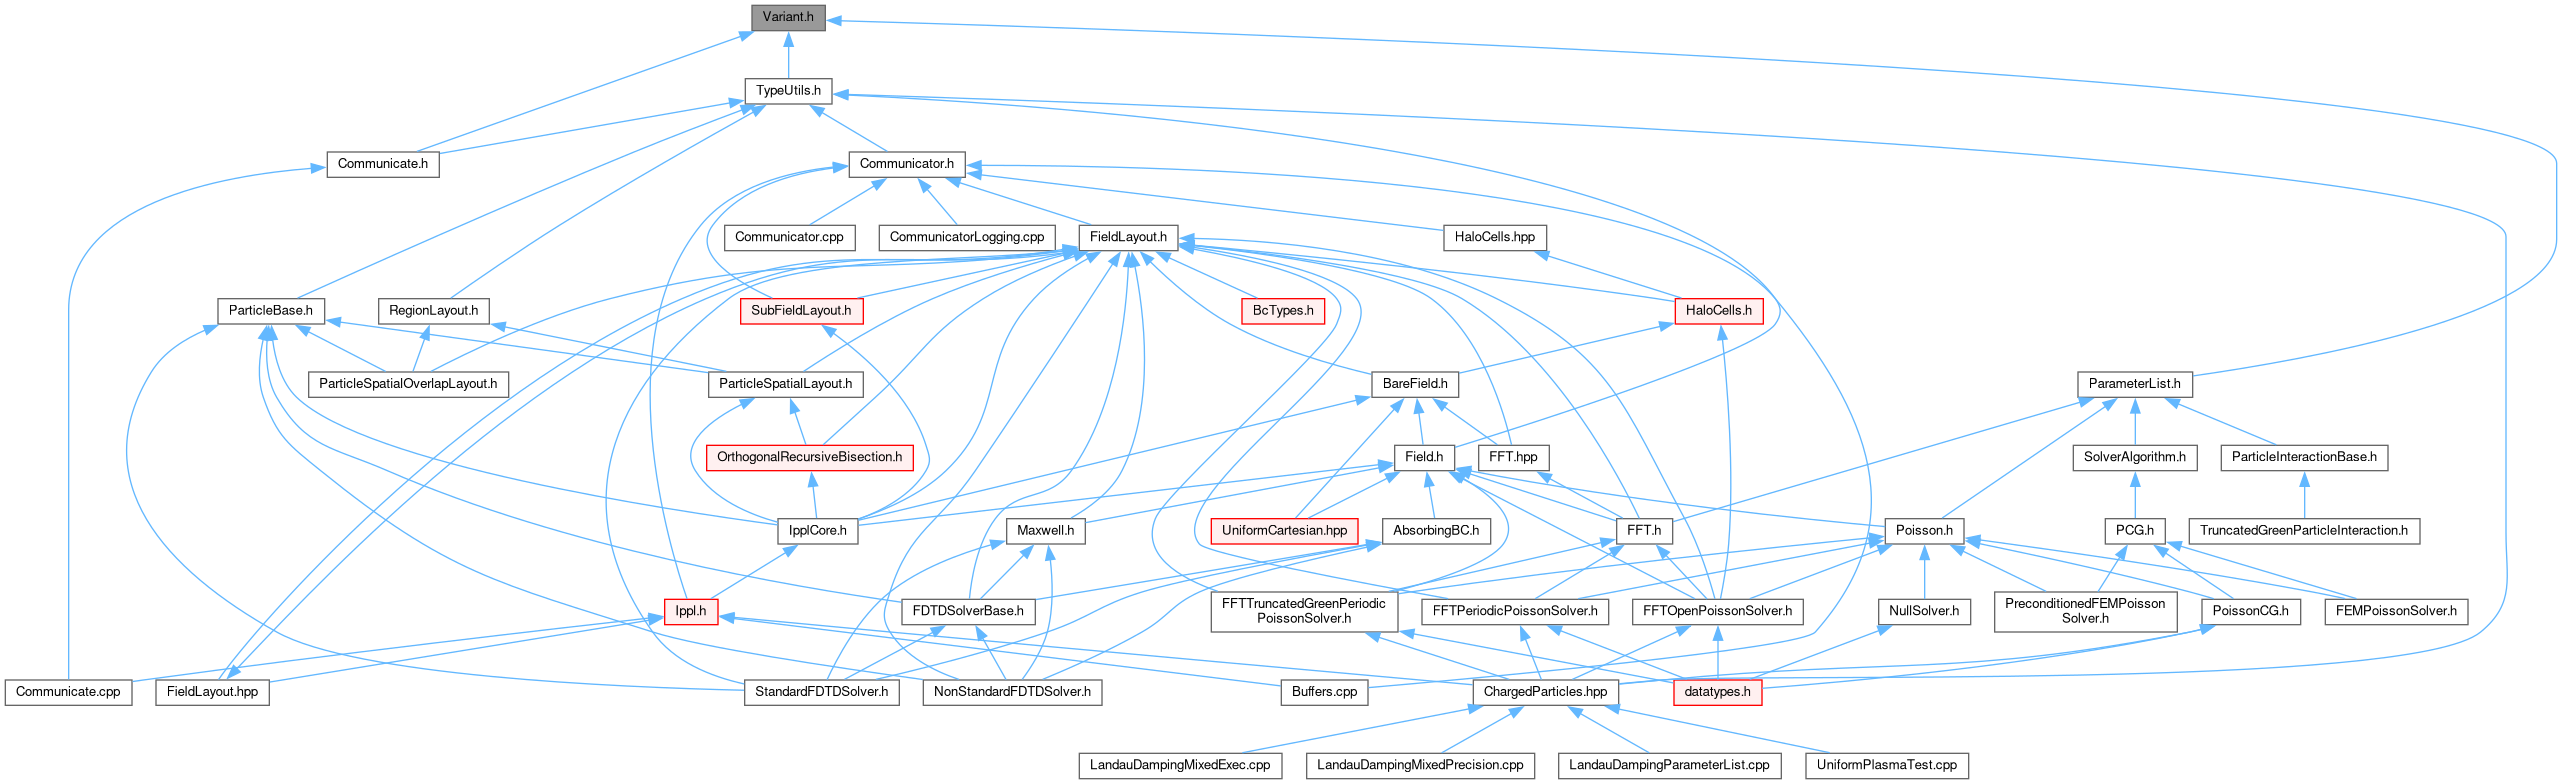 Variant.h
TypeUtils.h
Communicate.h
Communicator.h
Communicator.cpp
CommunicatorLogging.cpp
FieldLayout.h
HaloCells.hpp
ParticleBase.h
RegionLayout.h
SubFieldLayout.h
BcTypes.h
HaloCells.h
ParticleSpatialOverlapLayout.h
ParticleSpatialLayout.h
BareField.h
ParameterList.h
OrthogonalRecursiveBisection.h
Field.h
FFT.hpp
SolverAlgorithm.h
ParticleInteractionBase.h
IpplCore.h
Maxwell.h
UniformCartesian.hpp
AbsorbingBC.h
FFT.h
Poisson.h
PCG.h
TruncatedGreenParticleInteraction.h
Ippl.h
FDTDSolverBase.h
FFTTruncatedGreenPeriodic
PoissonSolver.h
FFTPeriodicPoissonSolver.h
FFTOpenPoissonSolver.h
NullSolver.h
PreconditionedFEMPoisson
Solver.h
PoissonCG.h
FEMPoissonSolver.h
Communicate.cpp
FieldLayout.hpp
StandardFDTDSolver.h
NonStandardFDTDSolver.h
Buffers.cpp
ChargedParticles.hpp
datatypes.h
LandauDampingMixedExec.cpp
LandauDampingMixedPrecision.cpp
LandauDampingParameterList.cpp
UniformPlasmaTest.cpp